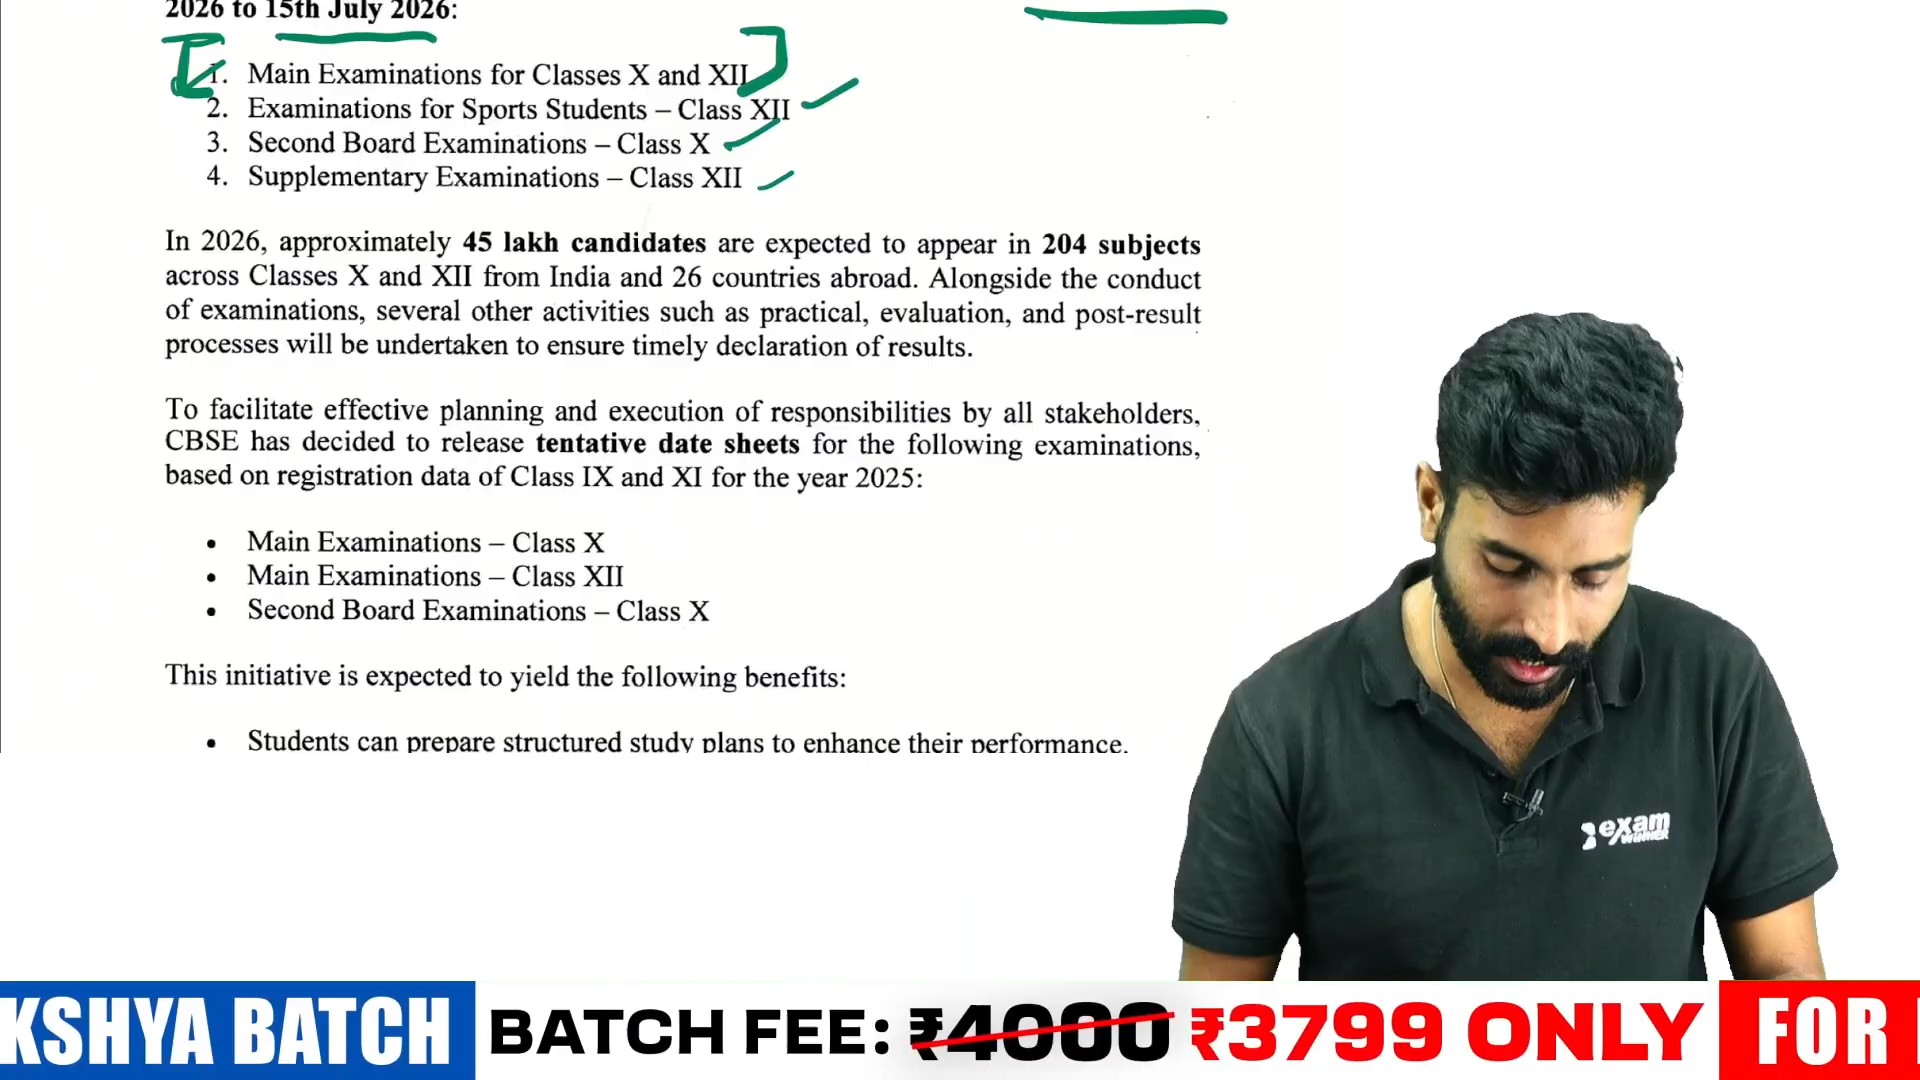 2026 to 15th July 2026:
1. Main Examinations for Classes X and XII
2. Examinations for Sports Students – Class XII
3. Second Board Examinations – Class X
4. Supplementary Examinations – Class XII
In 2026, approximately 45 lakh candidates are expected to appear in 204 subjects
across Classes X and XII from India and 26 countries abroad. Alongside the conduct
of examinations, several other activities such as practical, evaluation, and post-result
processes will be undertaken to ensure timely declaration of results.
To facilitate effective planning and execution of responsibilities by all stakeholders,
CBSE has decided to release tentative date sheets for the following examinations,
based on registration data of Class IX and XI for the year 2025:
• Main Examinations – Class X
• Main Examinations – Class XII
• Second Board Examinations – Class X
This initiative is expected to yield the following benefits:
• Students can prepare structured study plans to enhance their performance.
exam
WINNER
KSHYA BATCH BATCH FEE: ₹4000 ₹3799 ONLY FOR